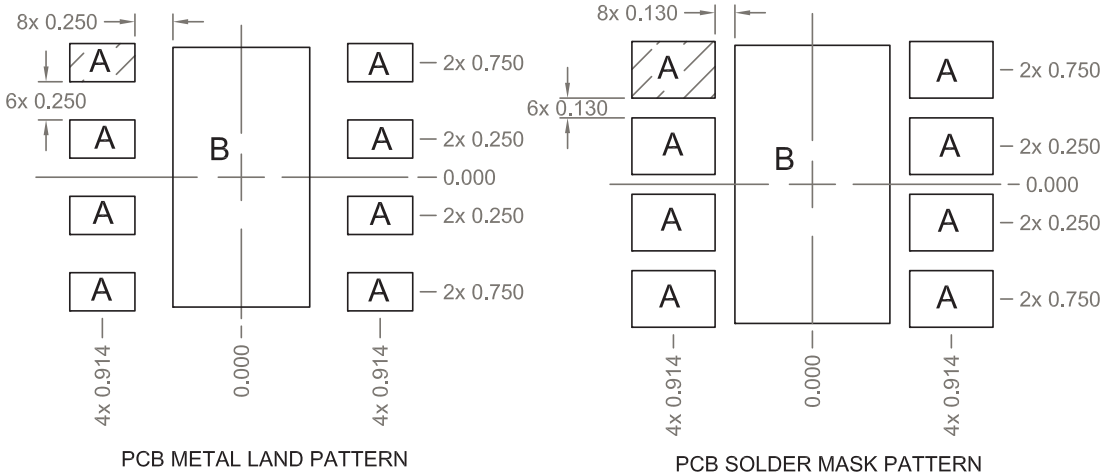 8x 0.250
A
A
2x 0.750
6x 0.250
A
A
2x 0.250
B
0.000
A
A
2x 0.250
A
A
2x 0.750
4x 0.914
0.000
4x 0.914
PCB METAL LAND PATTERN
8x 0.130
A
A
2x 0.750
6x 0.130
A
A
2x 0.250
B
0.000
A
A
2x 0.250
A
A
2x 0.750
4x 0.914
0.000
4x 0.914
PCB SOLDER MASK PATTERN